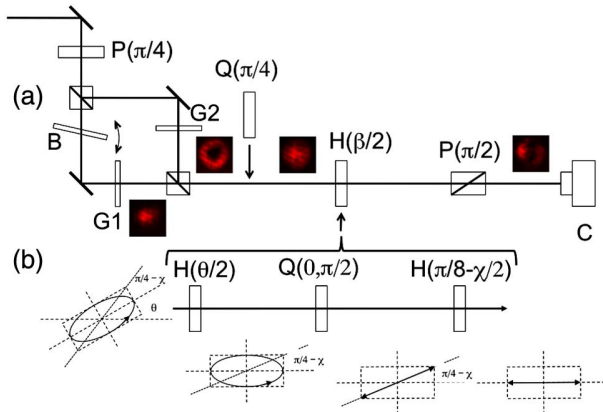 P(π/4)
Q(π/4)
(a)
G2
B
H(β/2)
P(π/2)
G1
C
(b)
H(θ/2)
Q(0,π/2)
H(π/8-χ/2)
π/4 - χ
θ
π/4 - χ
π/4 - χ